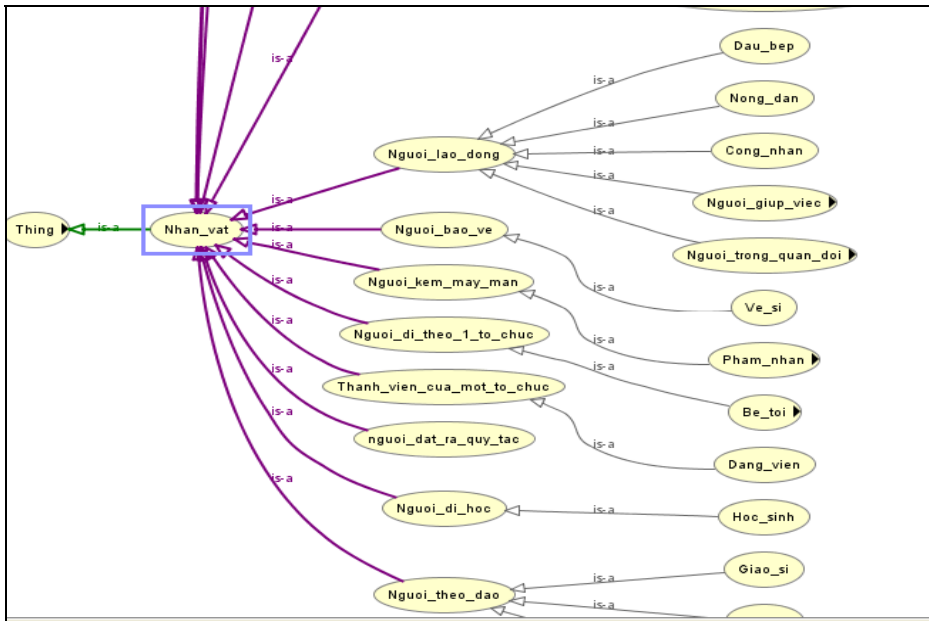 Dau_bep
is-a
is-a
Nong_dan
is-a
Cong_nhan
Nguoi_lao_dong
is-a
is-a
Nguoi_giup_viec
is-a
is-a
Thing
is-a
Nhan_vat
is-a
Nguoi_bao_ve
is-a
Nguoi_trong_quan_doi
is-a
Nguoi_kem_may_man
is-a
Ve_si
is-a
Nguoi_di_theo_1_to_chuc
is-a
Pham_nhan
is-a
Thanh_vien_cua_mot_to_chuc
is-a
Be_toi
is-a
nguoi_dat_ra_quy_tac
is-a
Dang_vien
is-a
Nguoi_di_hoc
is-a
Hoc_sinh
Giao_si
is-a
Nguoi_theo_dao
is-a